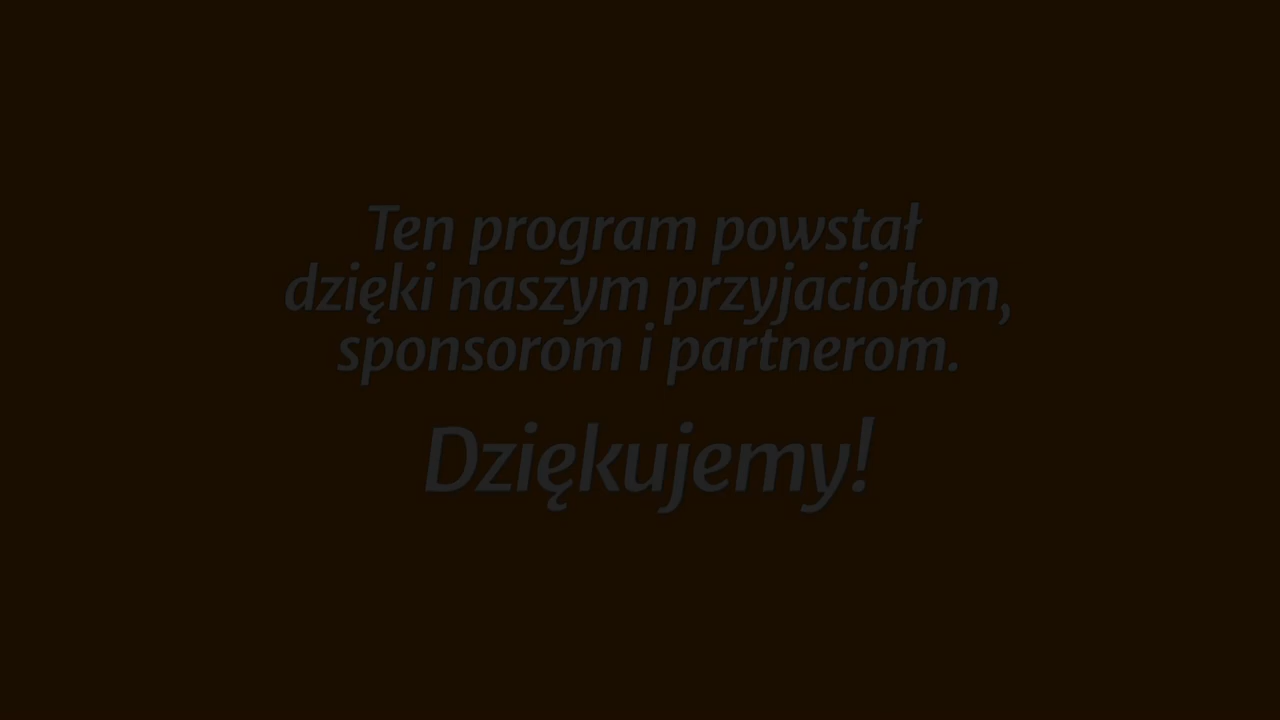 Ten program powstał
dzięki naszym przyjaciołom,
sponsorom i partnerom.
Dziękujemy!